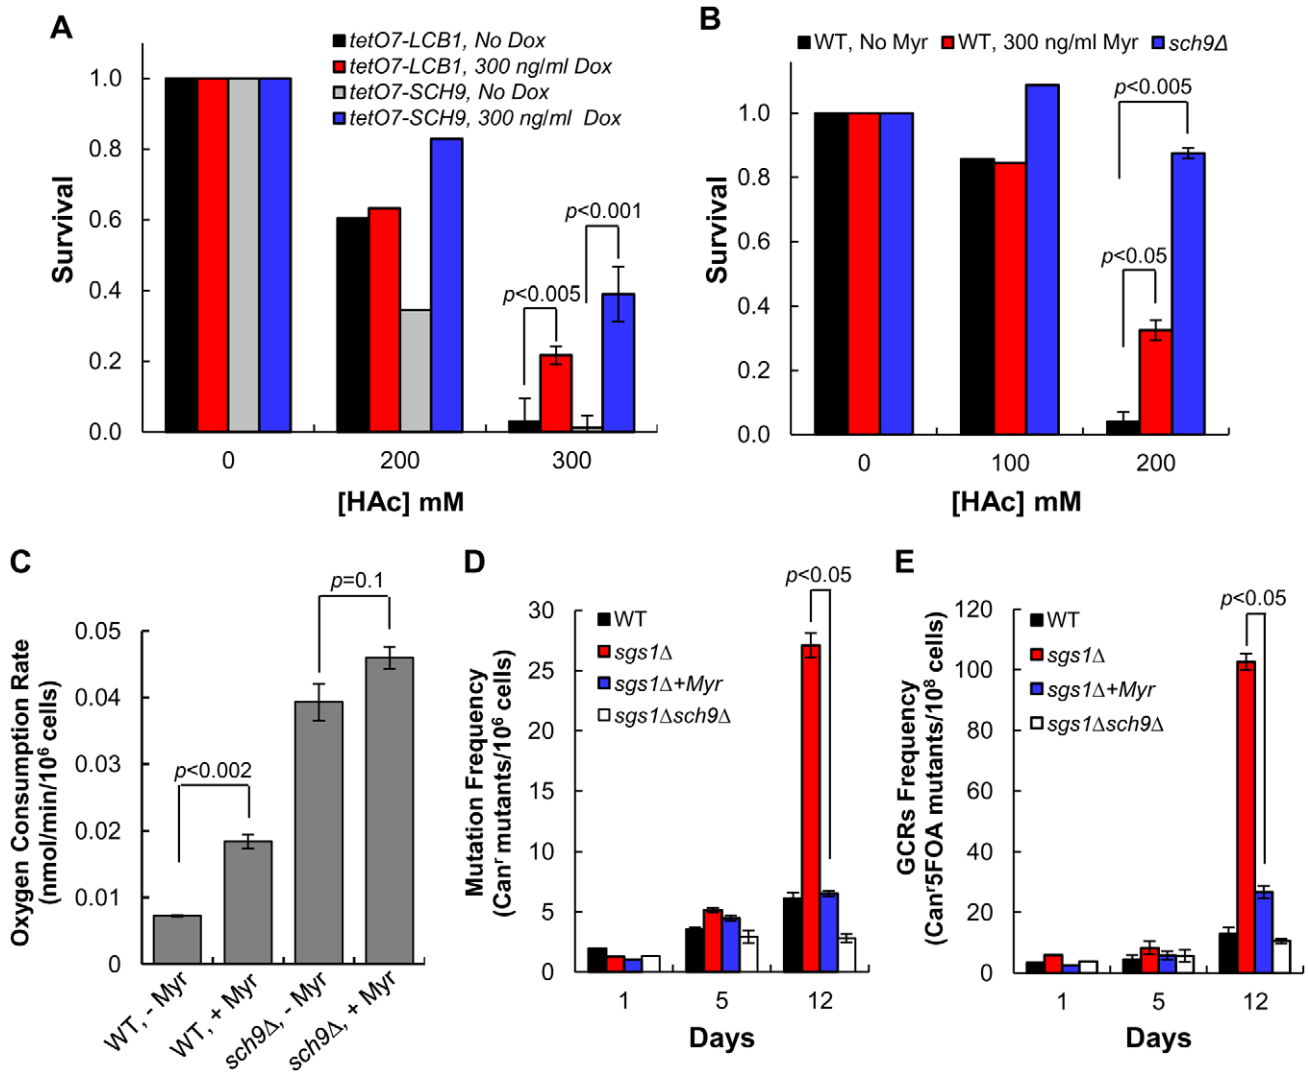 A
tetO7-LCB1, No Dox
tetO7-LCB1, 300 ng/ml Dox
tetO7-SCH9, No Dox
tetO7-SCH9, 300 ng/ml Dox
Survival
1.0
0.8
0.6
0.4
0.2
0.0
p<0.005
p<0.001
0
200
300
[HAc] mM
B
WT, No Myr
WT, 300 ng/ml Myr
sch9Δ
Survival
1.0
0.8
0.6
0.4
0.2
0.0
p<0.005
p<0.05
0
100
200
[HAc] mM
C
Oxygen Consumption Rate
(nmol/min/10⁶ cells)
0.05
0.04
0.03
0.02
0.01
0
p<0.002
p=0.1
WT, - Myr
WT, + Myr
sch9Δ, - Myr
sch9Δ, + Myr
D
Mutation Frequency
(Canʳ mutants/10⁶ cells)
30
25
20
15
10
5
0
WT
sgs1Δ
sgs1Δ+Myr
sgs1Δsch9Δ
p<0.05
1
5
12
Days
E
GCRs Frequency
(Canʳ5FOA mutants/10⁸ cells)
120
100
80
60
40
20
0
WT
sgs1Δ
sgs1Δ+Myr
sgs1Δsch9Δ
p<0.05
1
5
12
Days